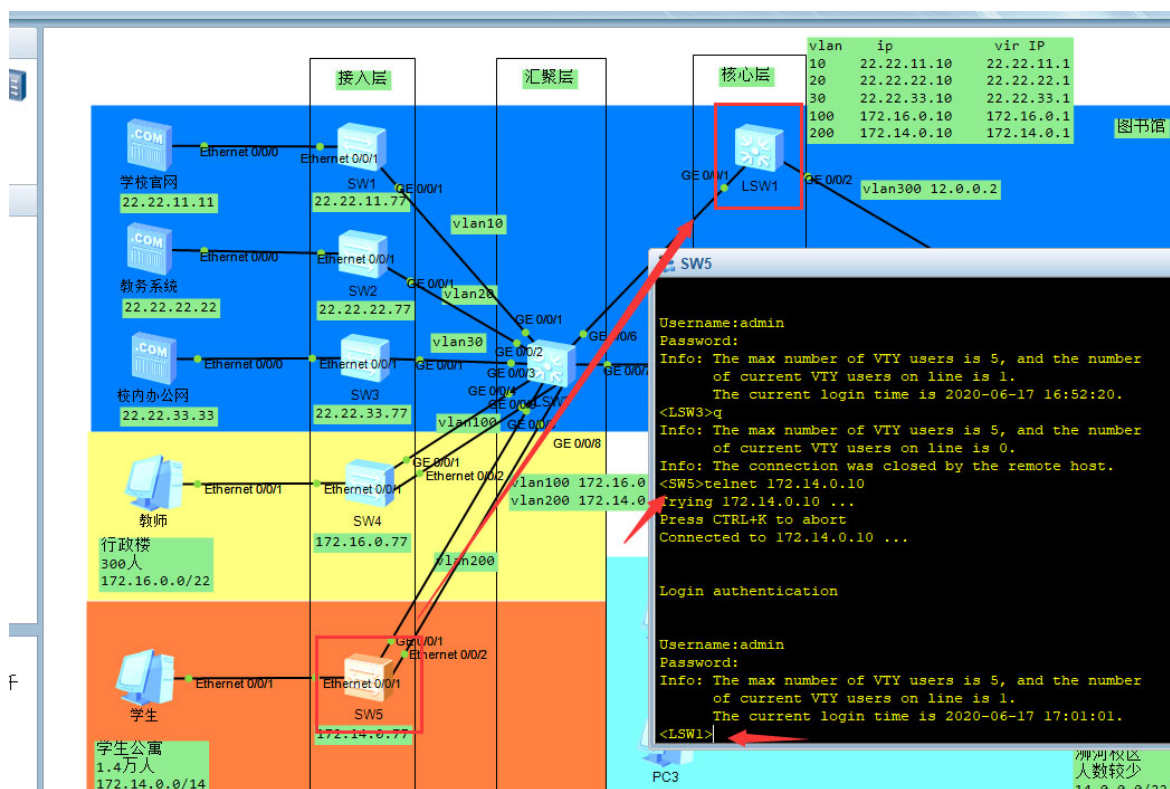 接入层
汇聚层
核心层
vlan ip vir IP
10 22.22.11.10 22.22.11.1
20 22.22.22.10 22.22.22.1
30 22.22.33.10 22.22.33.1
100 172.16.0.10 172.16.0.1
200 172.14.0.10 172.14.0.1
图书馆
.COM
Ethernet 0/0/0
Ethernet 0/0/1
学校官网
22.22.11.11
SW1
22.22.11.77
GE 0/0/1
vlan10
GE 0/0/1
LSW1
GE 0/0/2
vlan300 12.0.0.2
.COM
Ethernet 0/0/0
Ethernet 0/0/1
教务系统
22.22.22.22
SW2
22.22.22.77
GE 0/0/1
vlan20
GE 0/0/1
GE 0/0/6
.COM
Ethernet 0/0/0
Ethernet 0/0/1
校内办公网
22.22.33.33
SW3
22.22.33.77
GE 0/0/1
vlan30
GE 0/0/2
GE 0/0/3
GE 0/0/4
vlan100
GE 0/0/8
Ethernet 0/0/1
Ethernet 0/0/1
教师
SW4
172.16.0.77
GE 0/0/1
Ethernet 0/0/2
vlan100 172.16.0
vlan200 172.14.0
行政楼
300人
172.16.0.0/22
vlan200
Ethernet 0/0/1
Ethernet 0/0/1
学生
SW5
172.14.0.77
GE 0/0/1
Ethernet 0/0/2
学生公寓
1.4万人
172.14.0.0/14
SW5
Username:admin
Password:
Info: The max number of VTY users is 5, and the number
of current VTY users on line is 1.
The current login time is 2020-06-17 16:52:20.
<LSW3>q
Info: The max number of VTY users is 5, and the number
of current VTY users on line is 0.
Info: The connection was closed by the remote host.
<SW5>telnet 172.14.0.10
Trying 172.14.0.10 ...
Press CTRL+K to abort
Connected to 172.14.0.10 ...
Login authentication
Username:admin
Password:
Info: The max number of VTY users is 5, and the number
of current VTY users on line is 1.
The current login time is 2020-06-17 17:01:01.
<LSW1>
PC3
人数较少